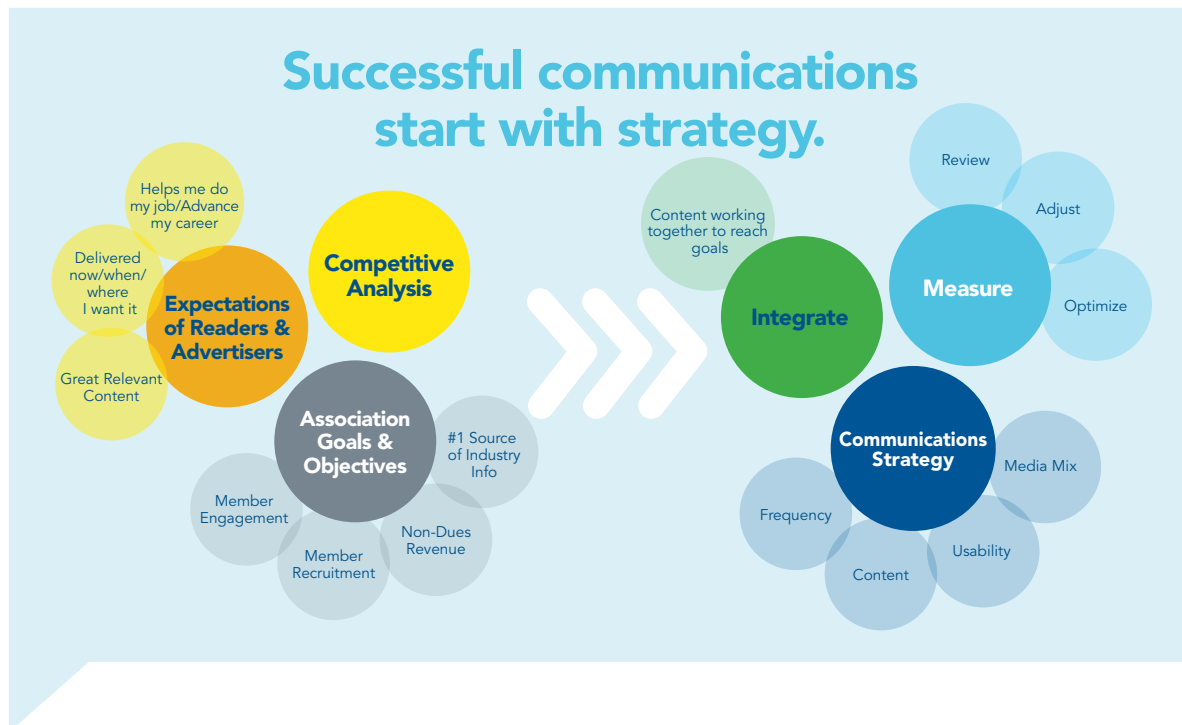 Successful communications
start with strategy.
Helps me do
my job/Advance
my career
Delivered
now/when/
where
I want it
Great Relevant
Content
Expectations
of Readers &
Advertisers
Competitive
Analysis
Association
Goals &
Objectives
#1 Source
of Industry
Info
Member
Engagement
Member
Recruitment
Non-Dues
Revenue
Content working
together to reach
goals
Integrate
Measure
Review
Adjust
Optimize
Communications
Strategy
Media Mix
Frequency
Content
Usability